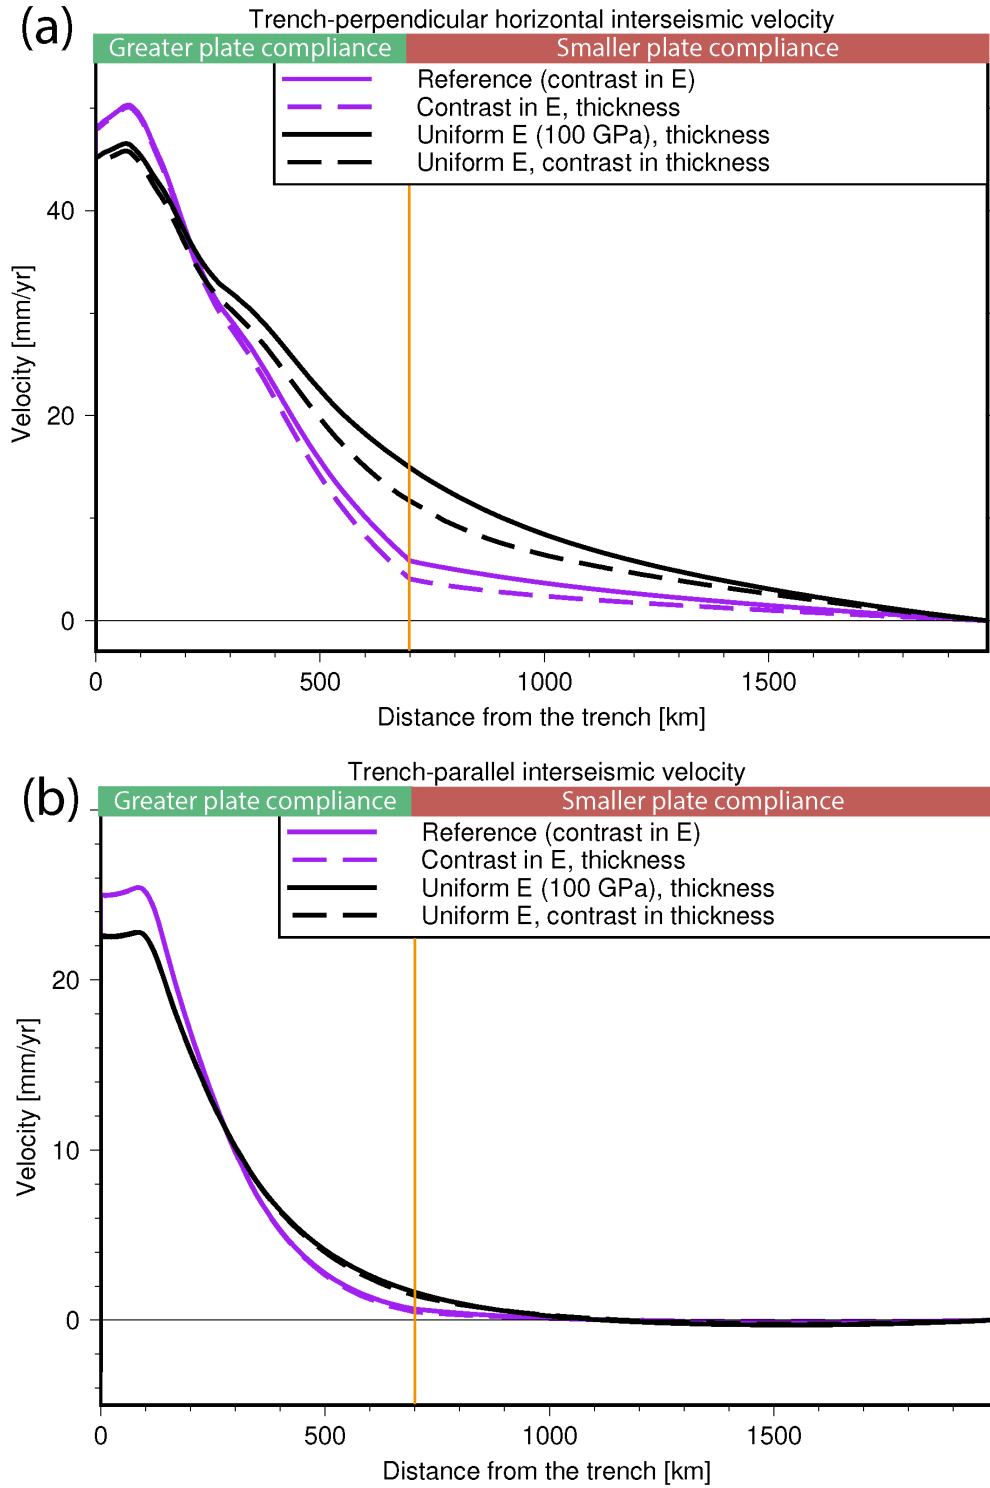 (a)
Trench-perpendicular horizontal interseismic velocity
Greater plate compliance Smaller plate compliance
Reference (contrast in E)
Contrast in E, thickness
Uniform E (100 GPa), thickness
Uniform E, contrast in thickness
Velocity [mm/yr]
40
20
0
0 500 1000 1500
Distance from the trench [km]
(b)
Trench-parallel interseismic velocity
Greater plate compliance Smaller plate compliance
Reference (contrast in E)
Contrast in E, thickness
Uniform E (100 GPa), thickness
Uniform E, contrast in thickness
Velocity [mm/yr]
20
10
0
0 500 1000 1500
Distance from the trench [km]